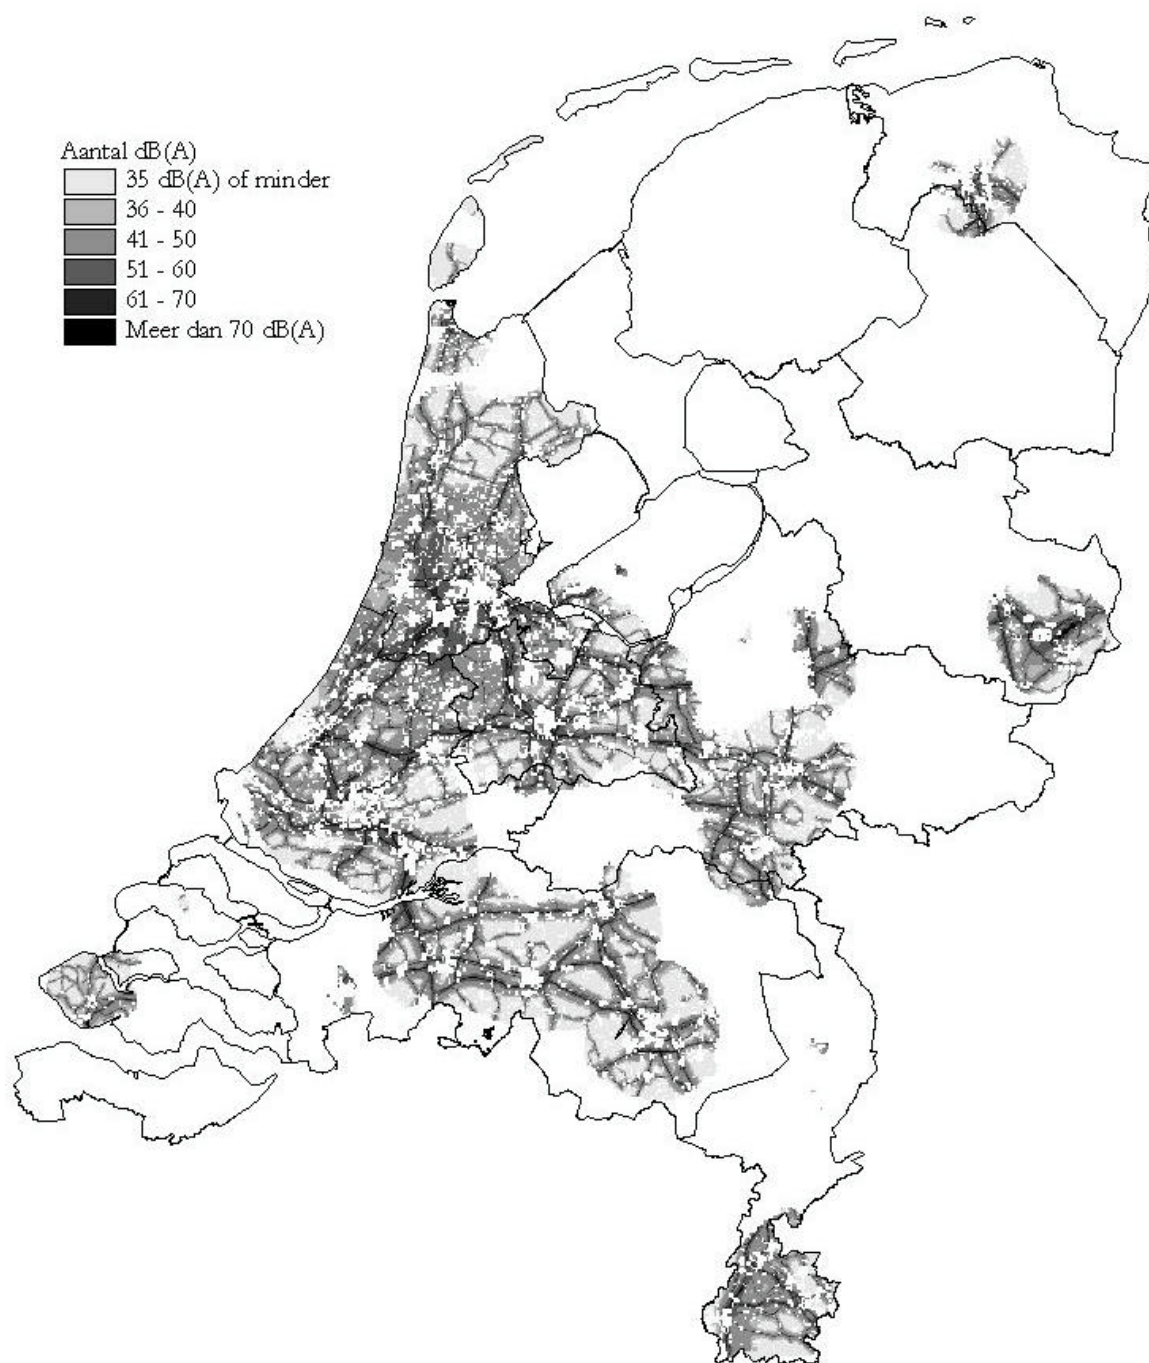 Aantal dB(A)
35 dB(A) of minder
36 - 40
41 - 50
51 - 60
61 - 70
Meer dan 70 dB(A)